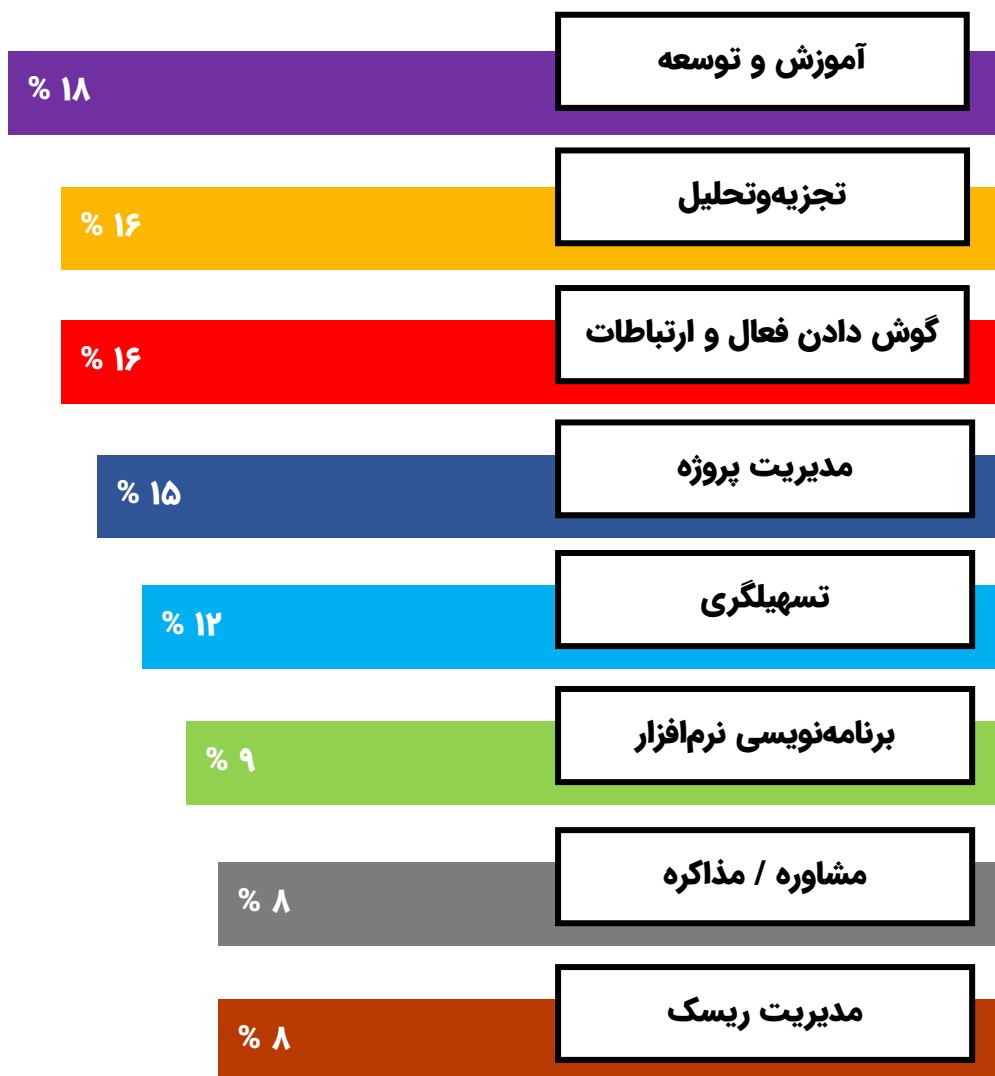 آموزش و توسعه
% ۱۸
تجزیه‌وتحلیل
% ۱۶
گوش دادن فعال و ارتباطات
% ۱۶
مدیریت پروژه
% ۱۵
تسهیلگری
% ۱۲
برنامه‌نویسی نرم‌افزار
% ۹
مشاوره / مذاکره
% ۸
مدیریت ریسک
% ۸